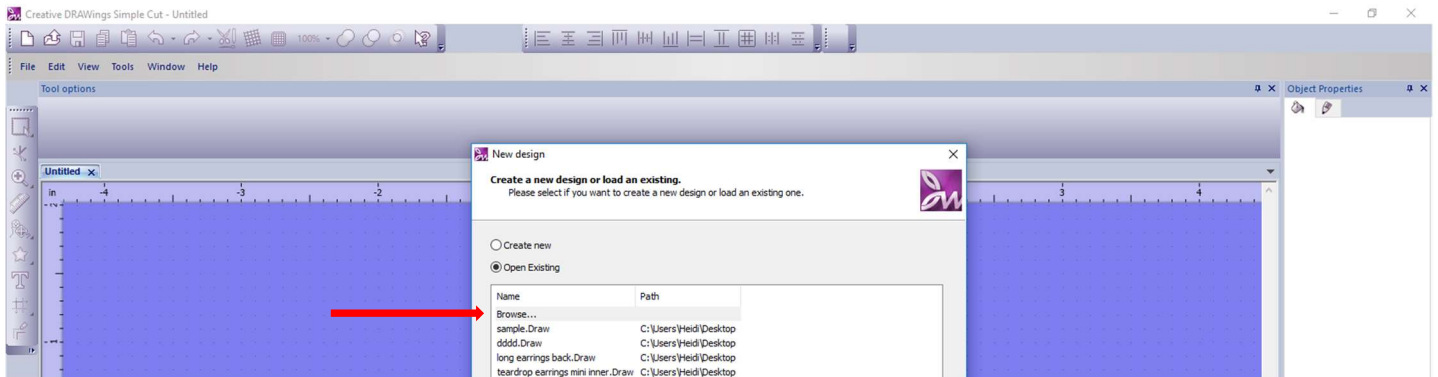 Creative DRAWings Simple Cut - Untitled
100%
File Edit View Tools Window Help
Tool options
Object Properties
New design
Untitled
Create a new design or load an existing.
Please select if you want to create a new design or load an existing one.
in -4 -3 -2 3 4
Create new
Open Existing
Name Path
Browse...
sample.Draw C:\Users\Heidi\Desktop
dddd.Draw C:\Users\Heidi\Desktop
long earrings back.Draw C:\Users\Heidi\Desktop
teardrop earrings mini inner.Draw C:\Users\Heidi\Desktop